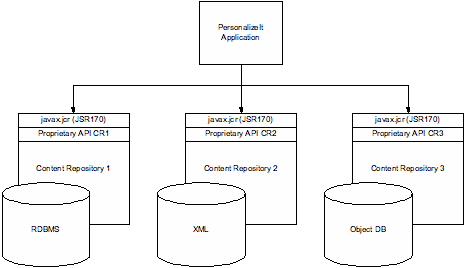 PersonalizeIt
Application
javax.jcr (JSR170)
Proprietary API CR1
Content Repository 1
RDBMS
javax.jcr (JSR170)
Proprietary API CR2
Content Repository 2
XML
javax.jcr (JSR170)
Proprietary API CR3
Content Repository 3
Object DB